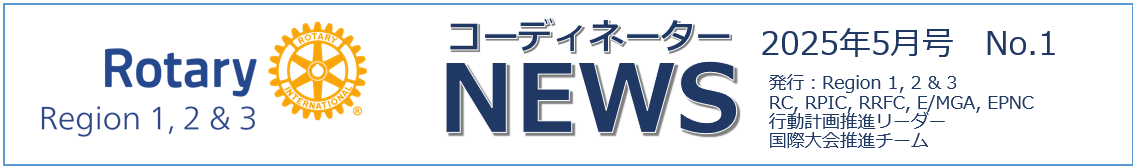 Rotary
Region 1, 2 & 3
ROTARY
INTERNATIONAL
®
コーディネーター
NEWS
2025年5月号　No.1
発行：Region 1, 2 & 3
RC, RPIC, RRFC, E/MGA, EPNC
行動計画推進リーダー
国際大会推進チーム